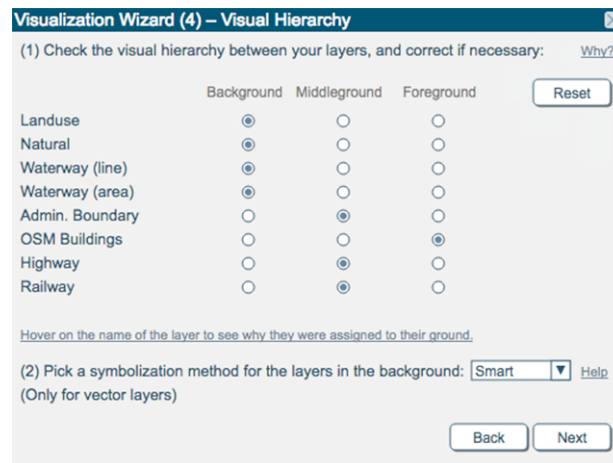 Visualization Wizard (4) – Visual Hierarchy
(1) Check the visual hierarchy between your layers, and correct if necessary: Why?
Background Middleground Foreground Reset
Landuse
Natural
Waterway (line)
Waterway (area)
Admin. Boundary
OSM Buildings
Highway
Railway
Hover on the name of the layer to see why they were assigned to their ground.
(2) Pick a symbolization method for the layers in the background: Smart Help
(Only for vector layers)
Back Next